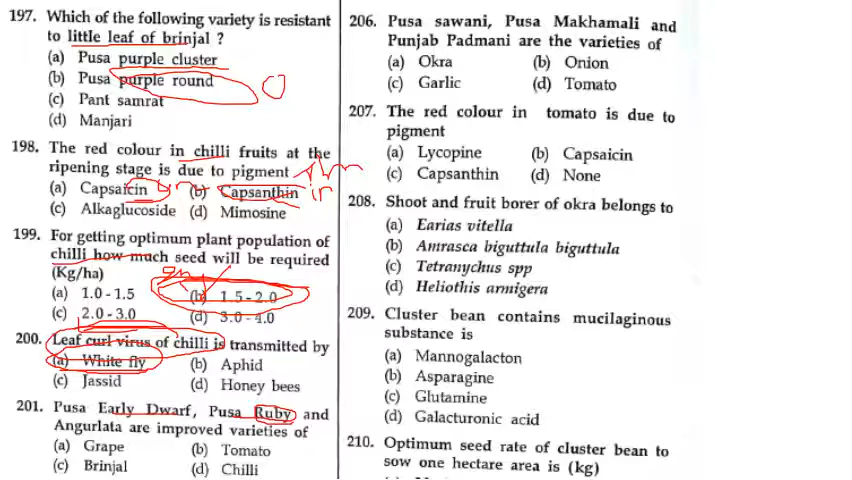 197. Which of the following variety is resistant
to little leaf of brinjal ?
(a) Pusa purple cluster
(b) Pusa purple round
(c) Pant samrat
(d) Manjari
198. The red colour in chilli fruits at the
ripening stage is due to pigment
(a) Capsaicin (b) Capsanthin
(c) Alkaglucoside (d) Mimosine
199. For getting optimum plant population of
chilli how much seed will be required
(Kg/ha)
(a) 1.0 - 1.5 (b) 1.5 - 2.0
(c) 2.0 - 3.0 (d) 3.0 - 4.0
200. Leaf curl virus of chilli is transmitted by
(a) White fly (b) Aphid
(c) Jassid (d) Honey bees
201. Pusa Early Dwarf, Pusa Ruby and
Angurlata are improved varieties of
(a) Grape (b) Tomato
(c) Brinjal (d) Chilli
206. Pusa sawani, Pusa Makhamali and
Punjab Padmani are the varieties of
(a) Okra (b) Onion
(c) Garlic (d) Tomato
207. The red colour in tomato is due to
pigment
(a) Lycopine (b) Capsaicin
(c) Capsanthin (d) None
208. Shoot and fruit borer of okra belongs to
(a) Earias vitella
(b) Amrasca biguttula biguttula
(c) Tetranychus spp
(d) Heliothis armigera
209. Cluster bean contains mucilaginous
substance is
(a) Mannogalacton
(b) Asparagine
(c) Glutamine
(d) Galacturonic acid
210. Optimum seed rate of cluster bean to
sow one hectare area is (kg)